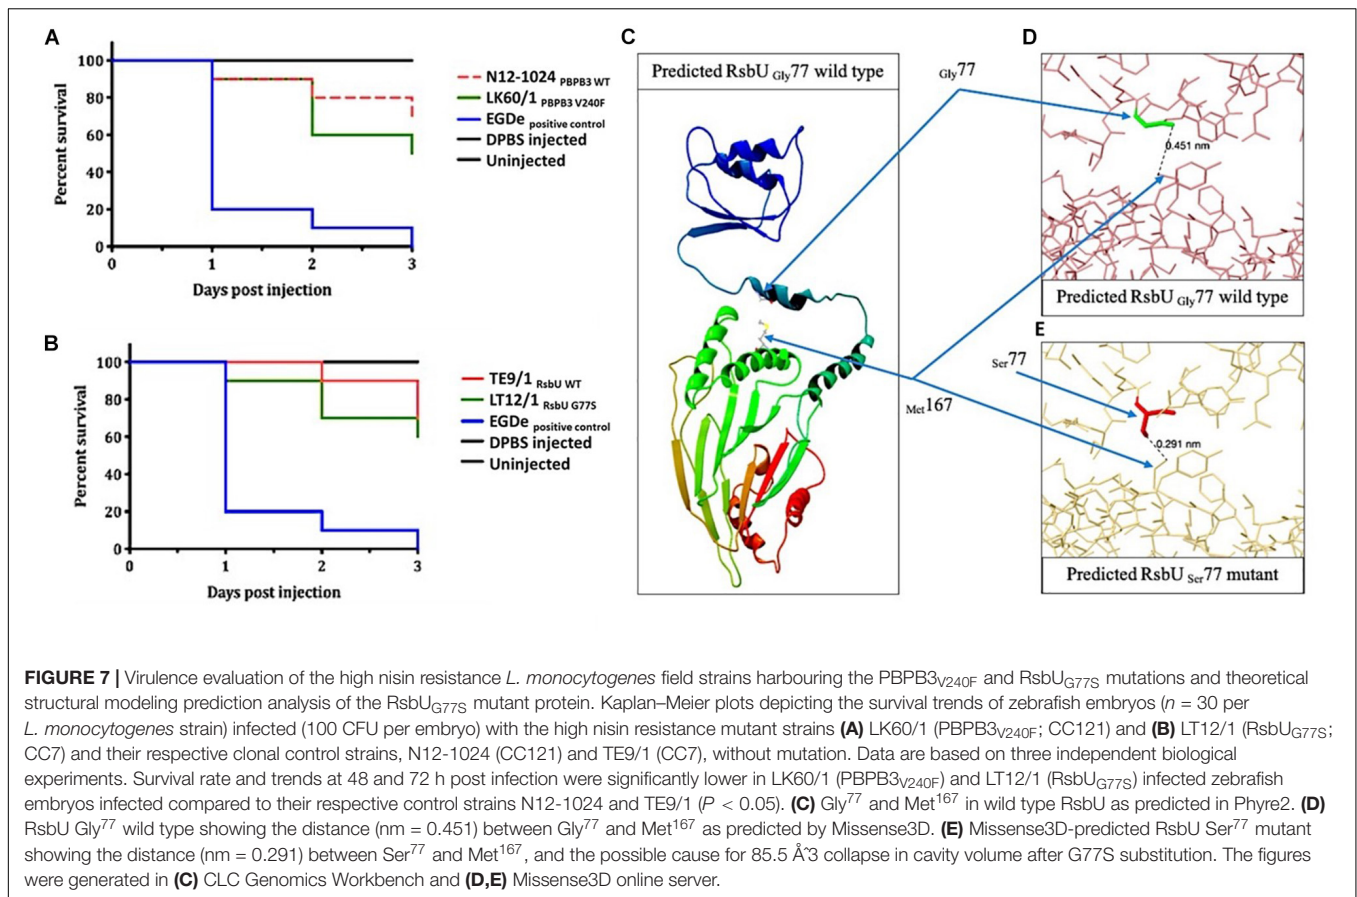 A
Percent survival
100
80
60
40
20
0
0 1 2 3
Days post injection
N12-1024 PBPB3 WT
LK60/1 PBPB3 V240F
EGDe positive control
DPBS injected
Uninjected
B
Percent survival
100
80
60
40
20
0
0 1 2 3
Days post injection
TE9/1 RsbU WT
LT12/1 RsbU G77S
EGDe positive control
DPBS injected
Uninjected
C
Predicted RsbU Gly77 wild type
Gly77
Met167
D
0.451 nm
Predicted RsbU Gly77 wild type
E
Ser77
0.291 nm
Predicted RsbU Ser77 mutant
FIGURE 7 | Virulence evaluation of the high nisin resistance L. monocytogenes field strains harbouring the PBPB3V240F and RsbUG77S mutations and theoretical
structural modeling prediction analysis of the RsbUG77S mutant protein. Kaplan–Meier plots depicting the survival trends of zebrafish embryos (n = 30 per
L. monocytogenes strain) infected (100 CFU per embryo) with the high nisin resistance mutant strains (A) LK60/1 (PBPB3V240F; CC121) and (B) LT12/1 (RsbUG77S;
CC7) and their respective clonal control strains, N12-1024 (CC121) and TE9/1 (CC7), without mutation. Data are based on three independent biological
experiments. Survival rate and trends at 48 and 72 h post infection were significantly lower in LK60/1 (PBPB3V240F) and LT12/1 (RsbUG77S) infected zebrafish
embryos infected compared to their respective control strains N12-1024 and TE9/1 (P < 0.05). (C) Gly77 and Met167 in wild type RsbU as predicted in Phyre2. (D)
RsbU Gly77 wild type showing the distance (nm = 0.451) between Gly77 and Met167 as predicted by Missense3D. (E) Missense3D-predicted RsbU Ser77 mutant
showing the distance (nm = 0.291) between Ser77 and Met167, and the possible cause for 85.5 Åˆ3 collapse in cavity volume after G77S substitution. The figures
were generated in (C) CLC Genomics Workbench and (D,E) Missense3D online server.